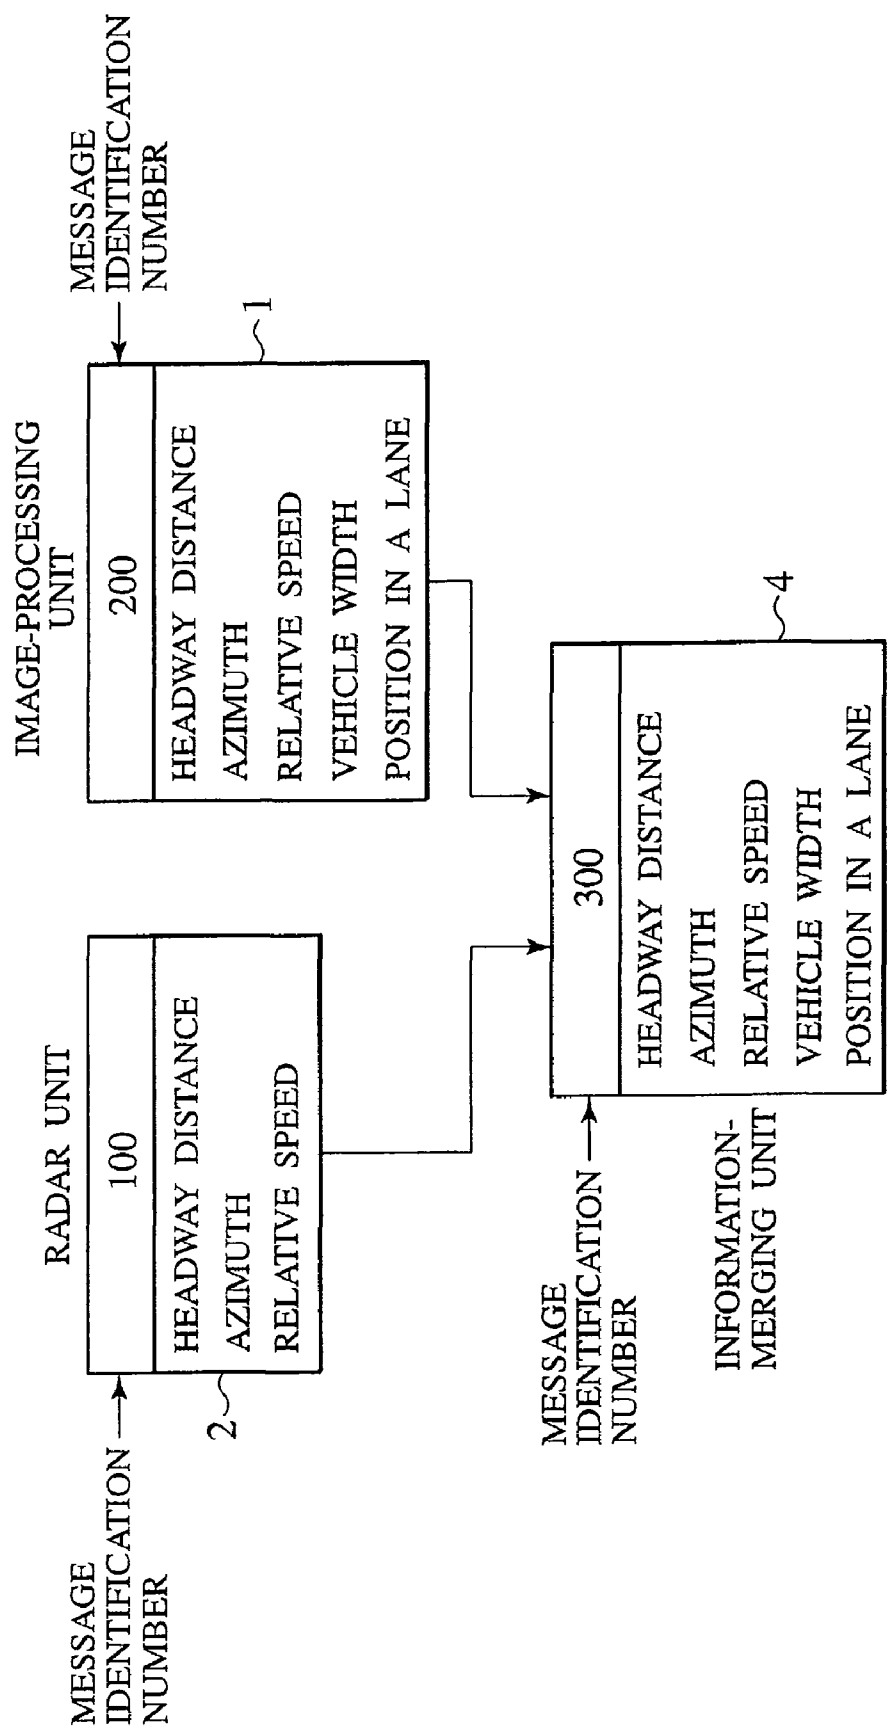 RADAR UNIT
MESSAGE
IDENTIFICATION
NUMBER
100
HEADWAY DISTANCE
AZIMUTH
RELATIVE SPEED
2
IMAGE-PROCESSING
UNIT
MESSAGE
IDENTIFICATION
NUMBER
200
HEADWAY DISTANCE
AZIMUTH
RELATIVE SPEED
VEHICLE WIDTH
POSITION IN A LANE
1
MESSAGE
IDENTIFICATION
NUMBER
300
HEADWAY DISTANCE
AZIMUTH
RELATIVE SPEED
VEHICLE WIDTH
POSITION IN A LANE
4
INFORMATION-
MERGING UNIT